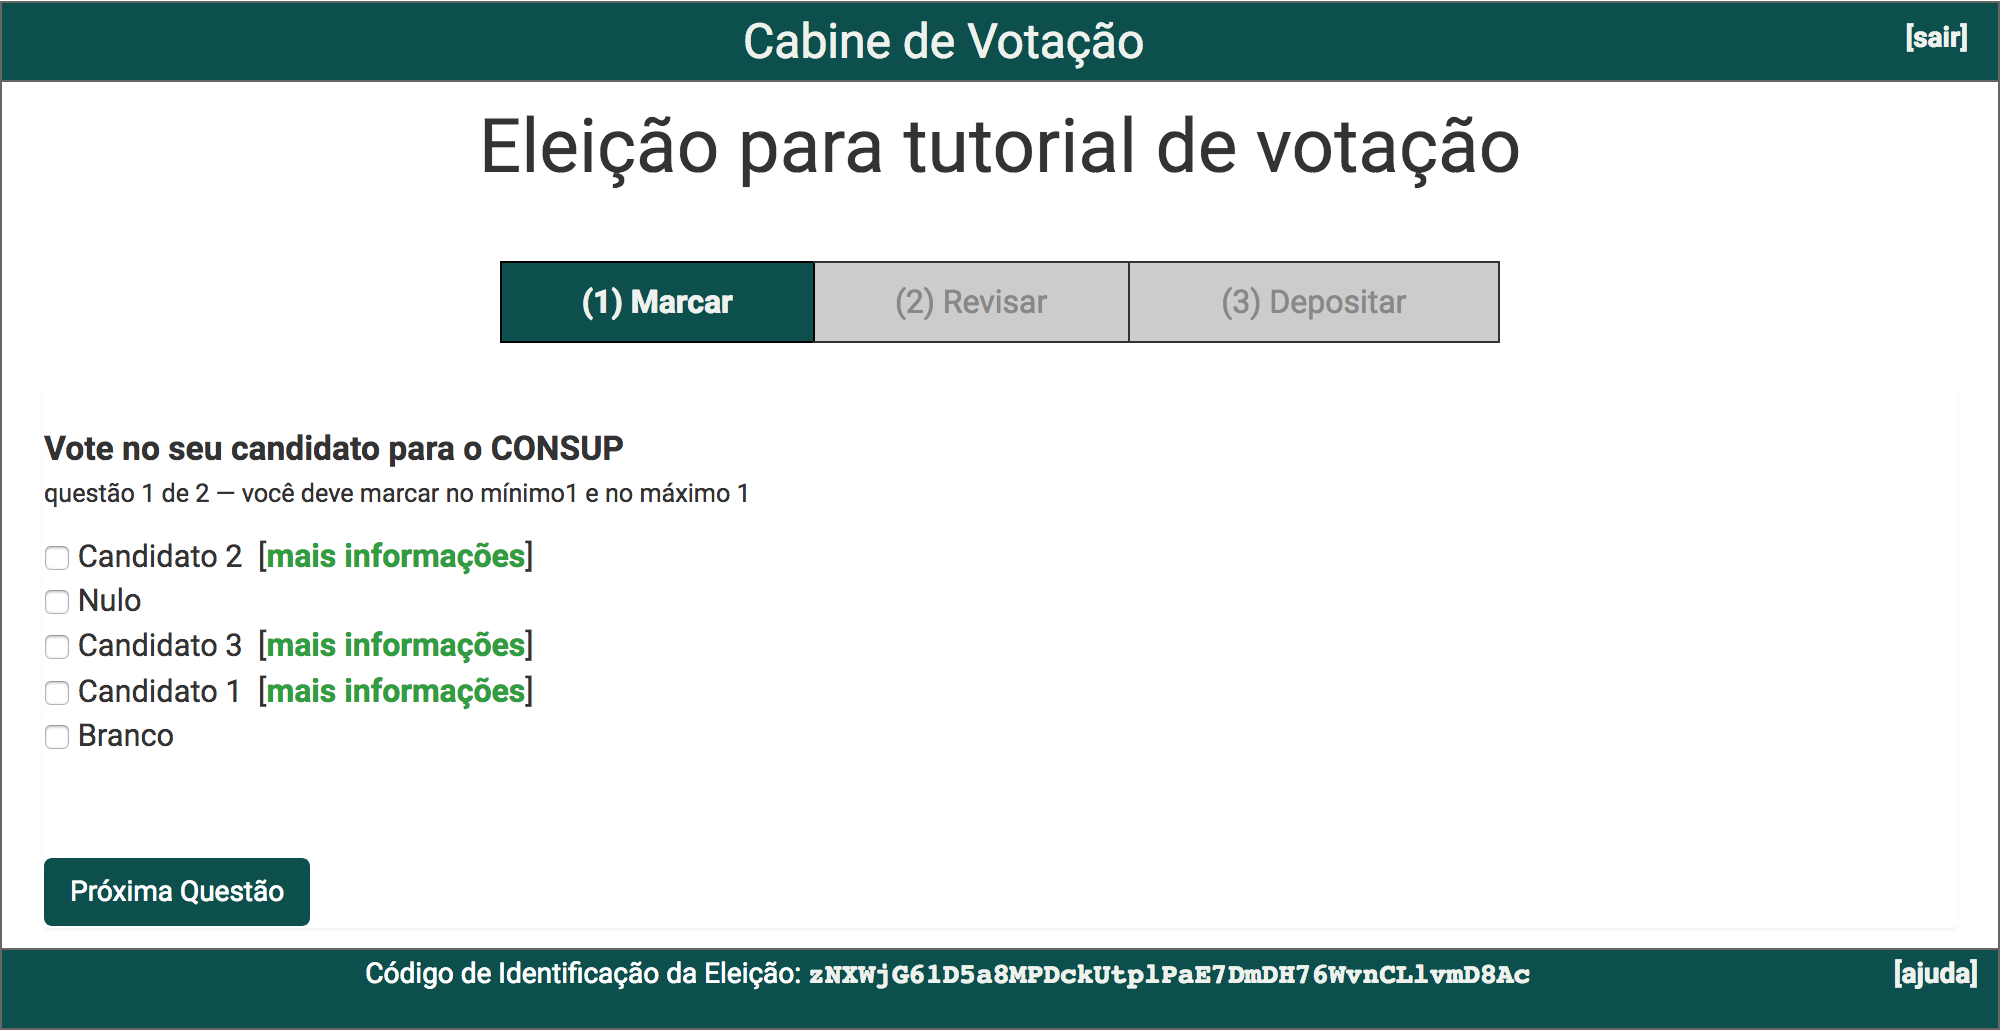 Cabine de Votação [sair]
Eleição para tutorial de votação
(1) Marcar (2) Revisar (3) Depositar
Vote no seu candidato para o CONSUP
questão 1 de 2 — você deve marcar no mínimo1 e no máximo 1
Candidato 2 [mais informações]
Nulo
Candidato 3 [mais informações]
Candidato 1 [mais informações]
Branco
Próxima Questão
Código de Identificação da Eleição: zNXWjG61D5a8MPDckUtplPaE7DmDH76WvnCLlvmD8Ac [ajuda]